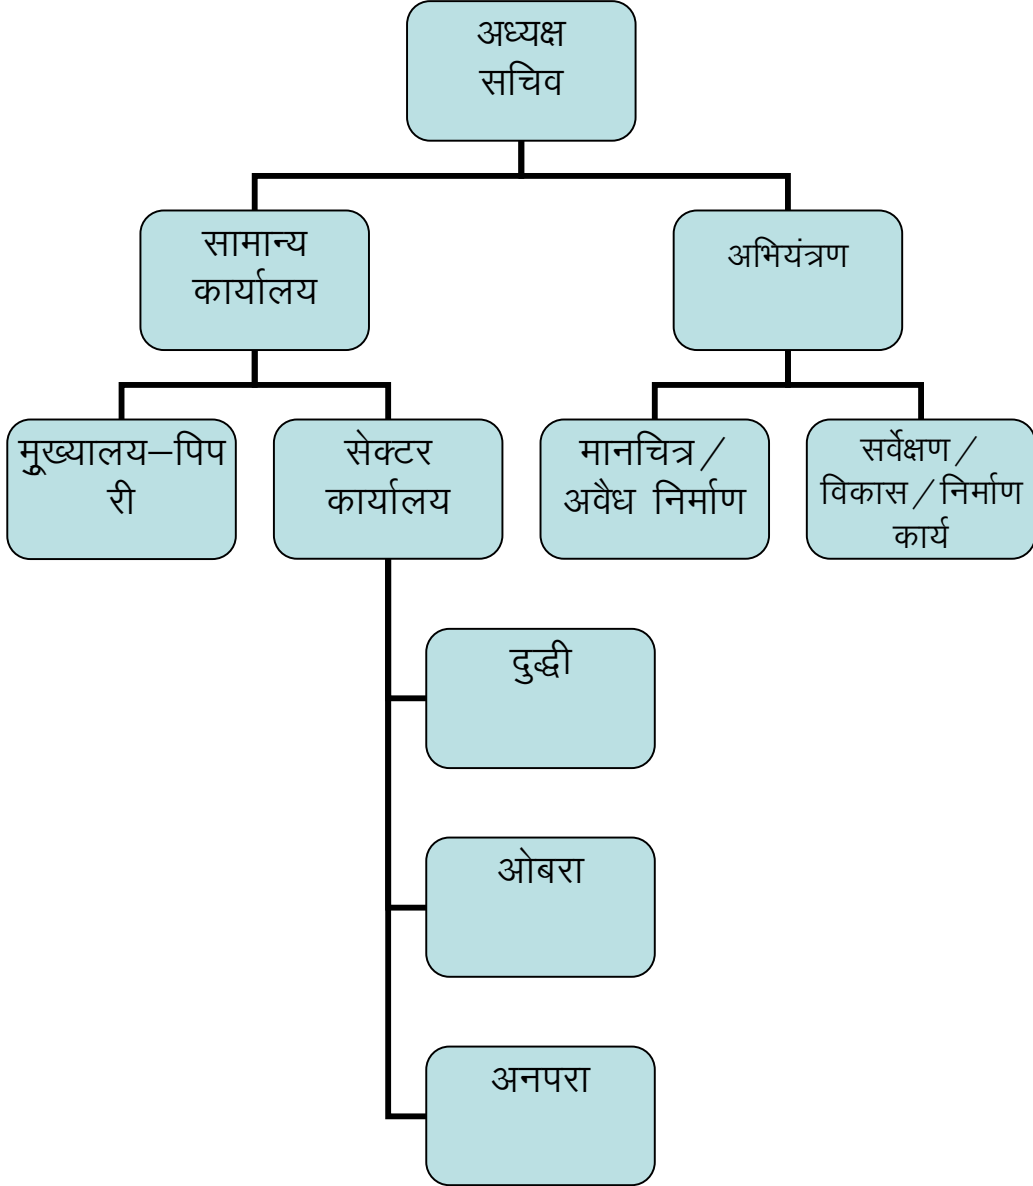 अध्यक्ष
सचिव
सामान्य
कार्यालय
अभियंत्रण
मुख्यालय–पिप
री
सेक्टर
कार्यालय
मानचित्र /
अवैध निर्माण
सर्वेक्षण /
विकास / निर्माण
कार्य
दुद्धी
ओबरा
अनपरा